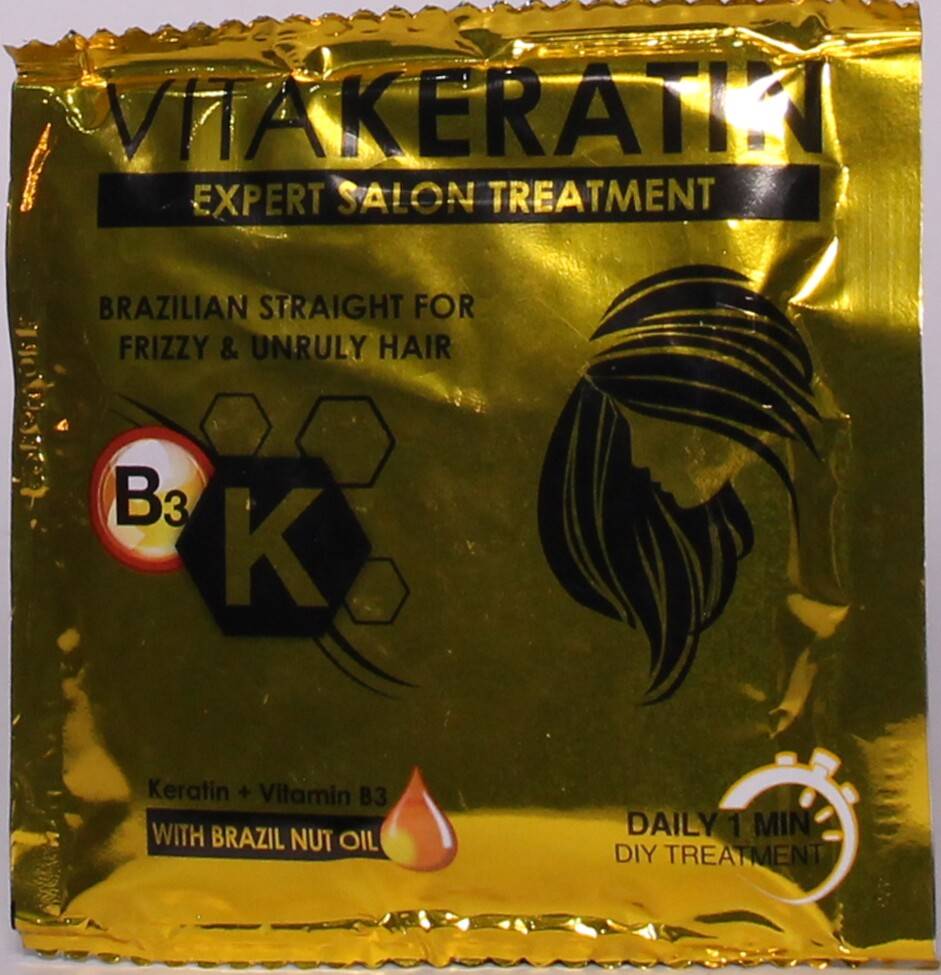 VITAKERATIN
EXPERT SALON TREATMENT
BRAZILIAN STRAIGHT FOR
FRIZZY & UNRULY HAIR
B3
K
Keratin + Vitamin B3
WITH BRAZIL NUT OIL
DAILY 1 MIN
DIY TREATMENT